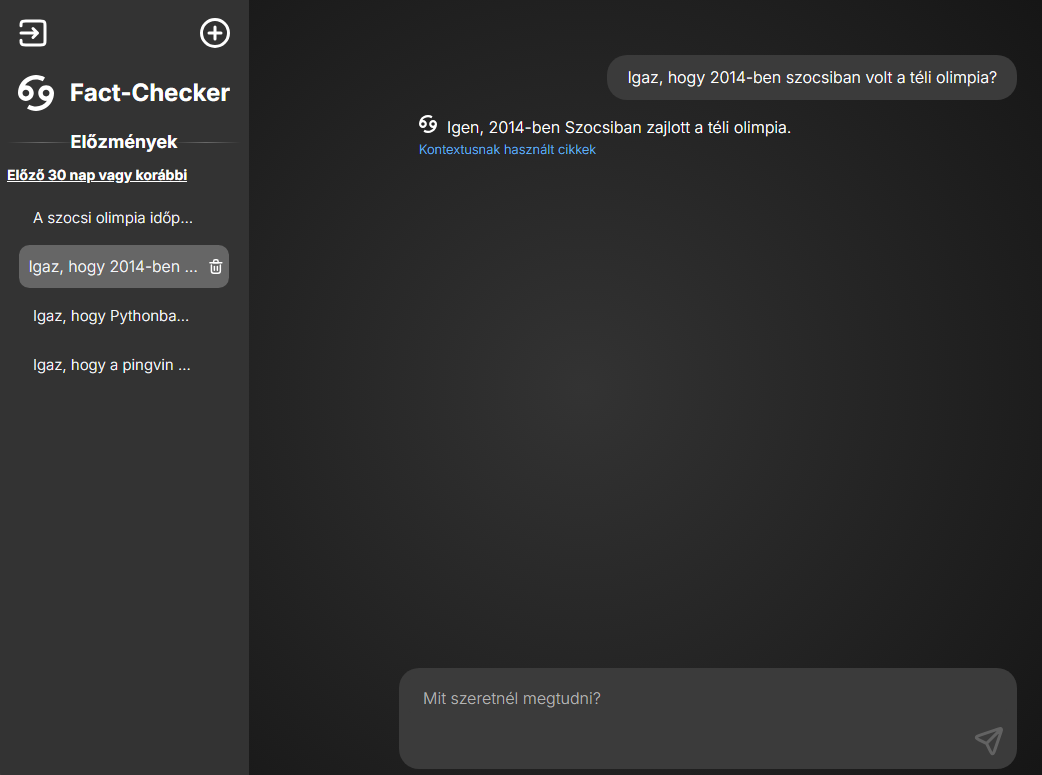 Fact-Checker
Előzmények
Előző 30 nap vagy korábbi
A szocsi olimpia időp...
Igaz, hogy 2014-ben ...
Igaz, hogy Pythonba...
Igaz, hogy a pingvin ...
Igaz, hogy 2014-ben szocsiban volt a téli olimpia?
Igen, 2014-ben Szocsiban zajlott a téli olimpia.
Kontextusnak használt cikkek
Mit szeretnél megtudni?